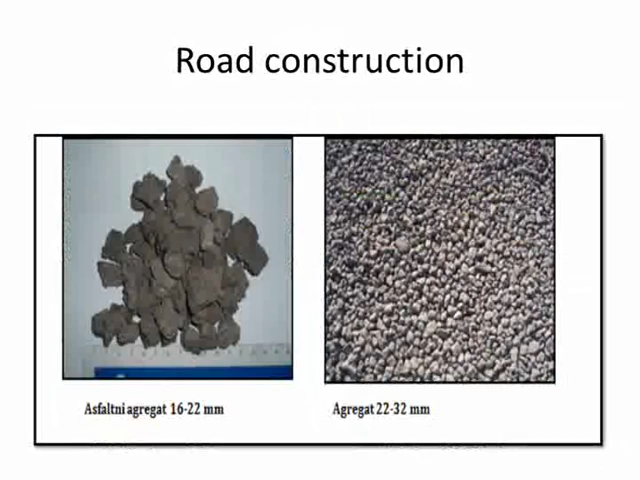 Road construction
Asfaltni agregat 16-22 mm
Agregat 22-32 mm